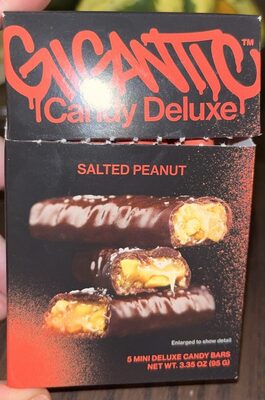 GIGANTIC™
Candy Deluxe
SALTED PEANUT
Enlarged to show detail
5 MINI DELUXE CANDY BARS
NET WT. 3.35 OZ (95 G)